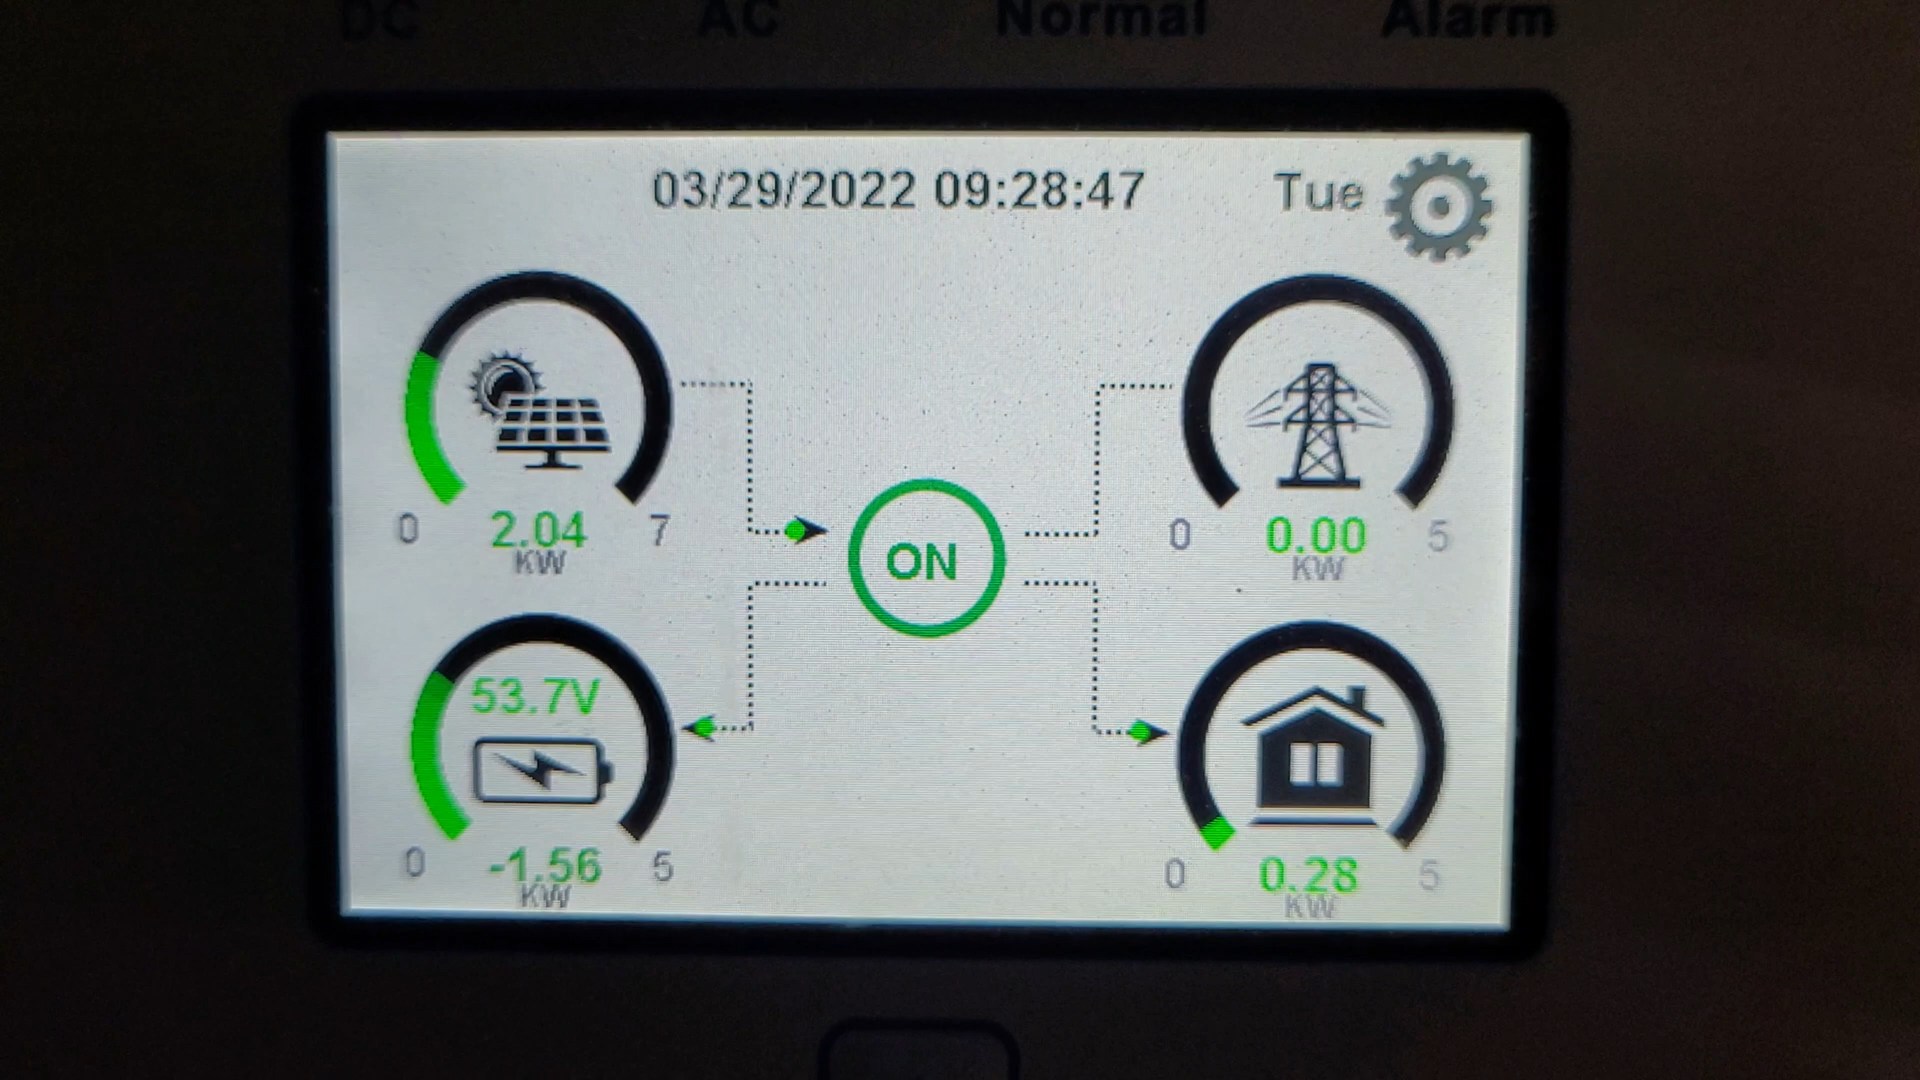 DC AC Normal Alarm
03/29/2022 09:28:47 Tue
0 2.04 7
KW
0 0.00 5
KW
ON
53.7V
0 -1.56 5
KW
0 0.28 5
KW